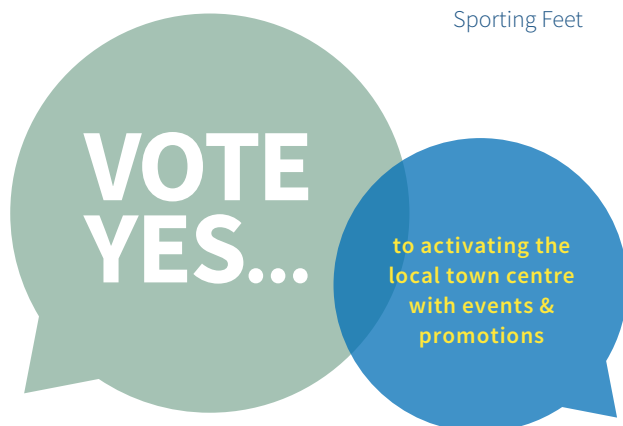 Sporting Feet
VOTE
YES...
to activating the
local town centre
with events &
promotions